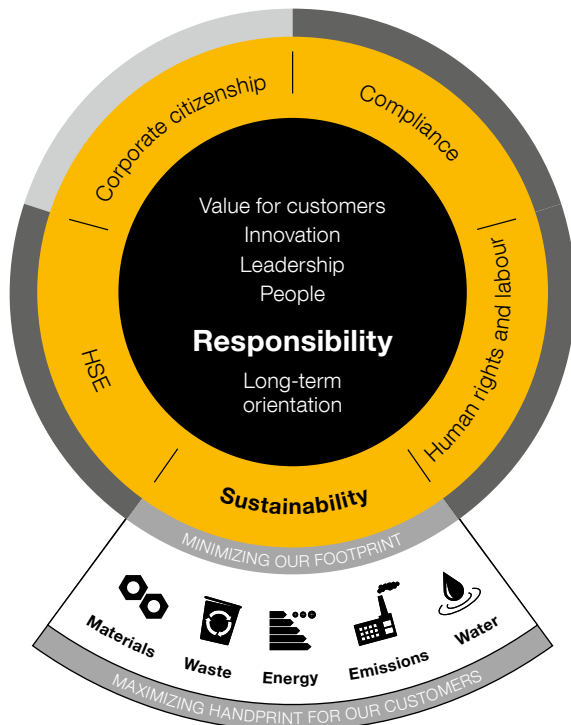 Corporate citizenship
Compliance
Value for customers
Innovation
Leadership
People
Responsibility
Long-term
orientation
HSE
Human rights and labour
Sustainability
MINIMIZING OUR FOOTPRINT
Materials
Waste
Energy
Emissions
Water
MAXIMIZING HANDPRINT FOR OUR CUSTOMERS